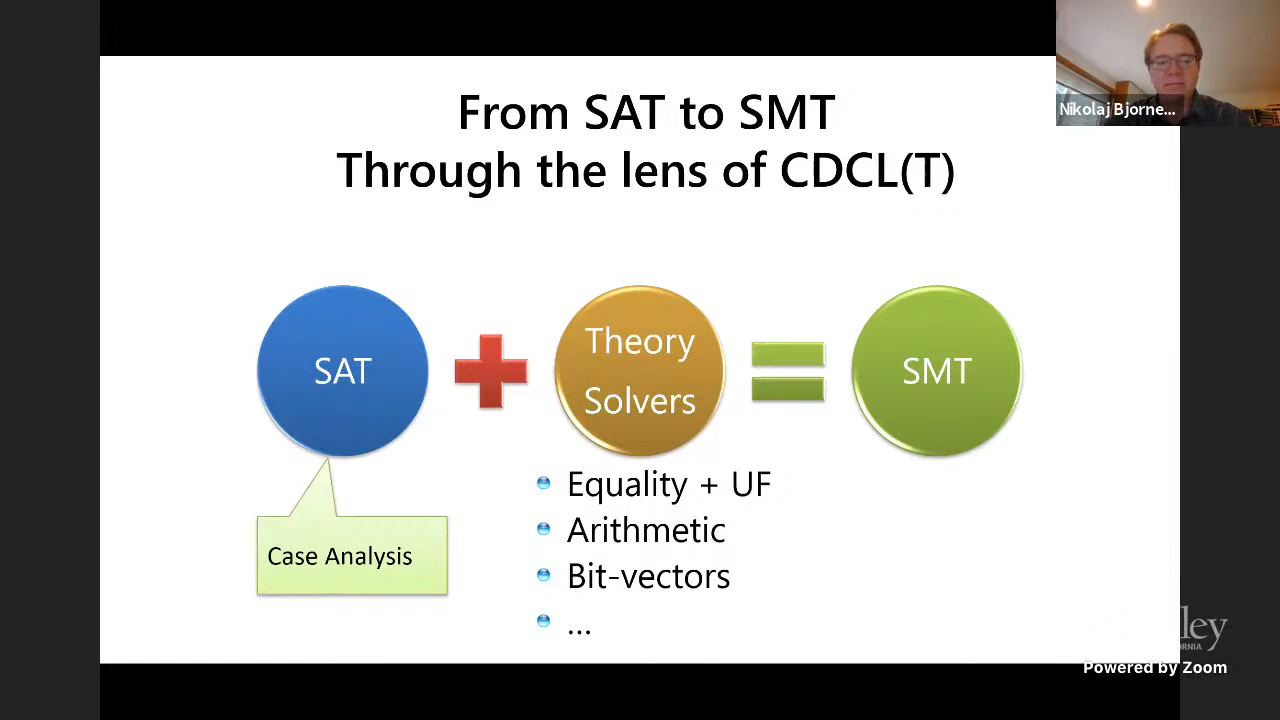 From SAT to SMT
Through the lens of CDCL(T)
Nikolaj Bjorne...
SAT
Theory
Solvers
SMT
Case Analysis
Equality + UF
Arithmetic
Bit-vectors
...
Powered by Zoom